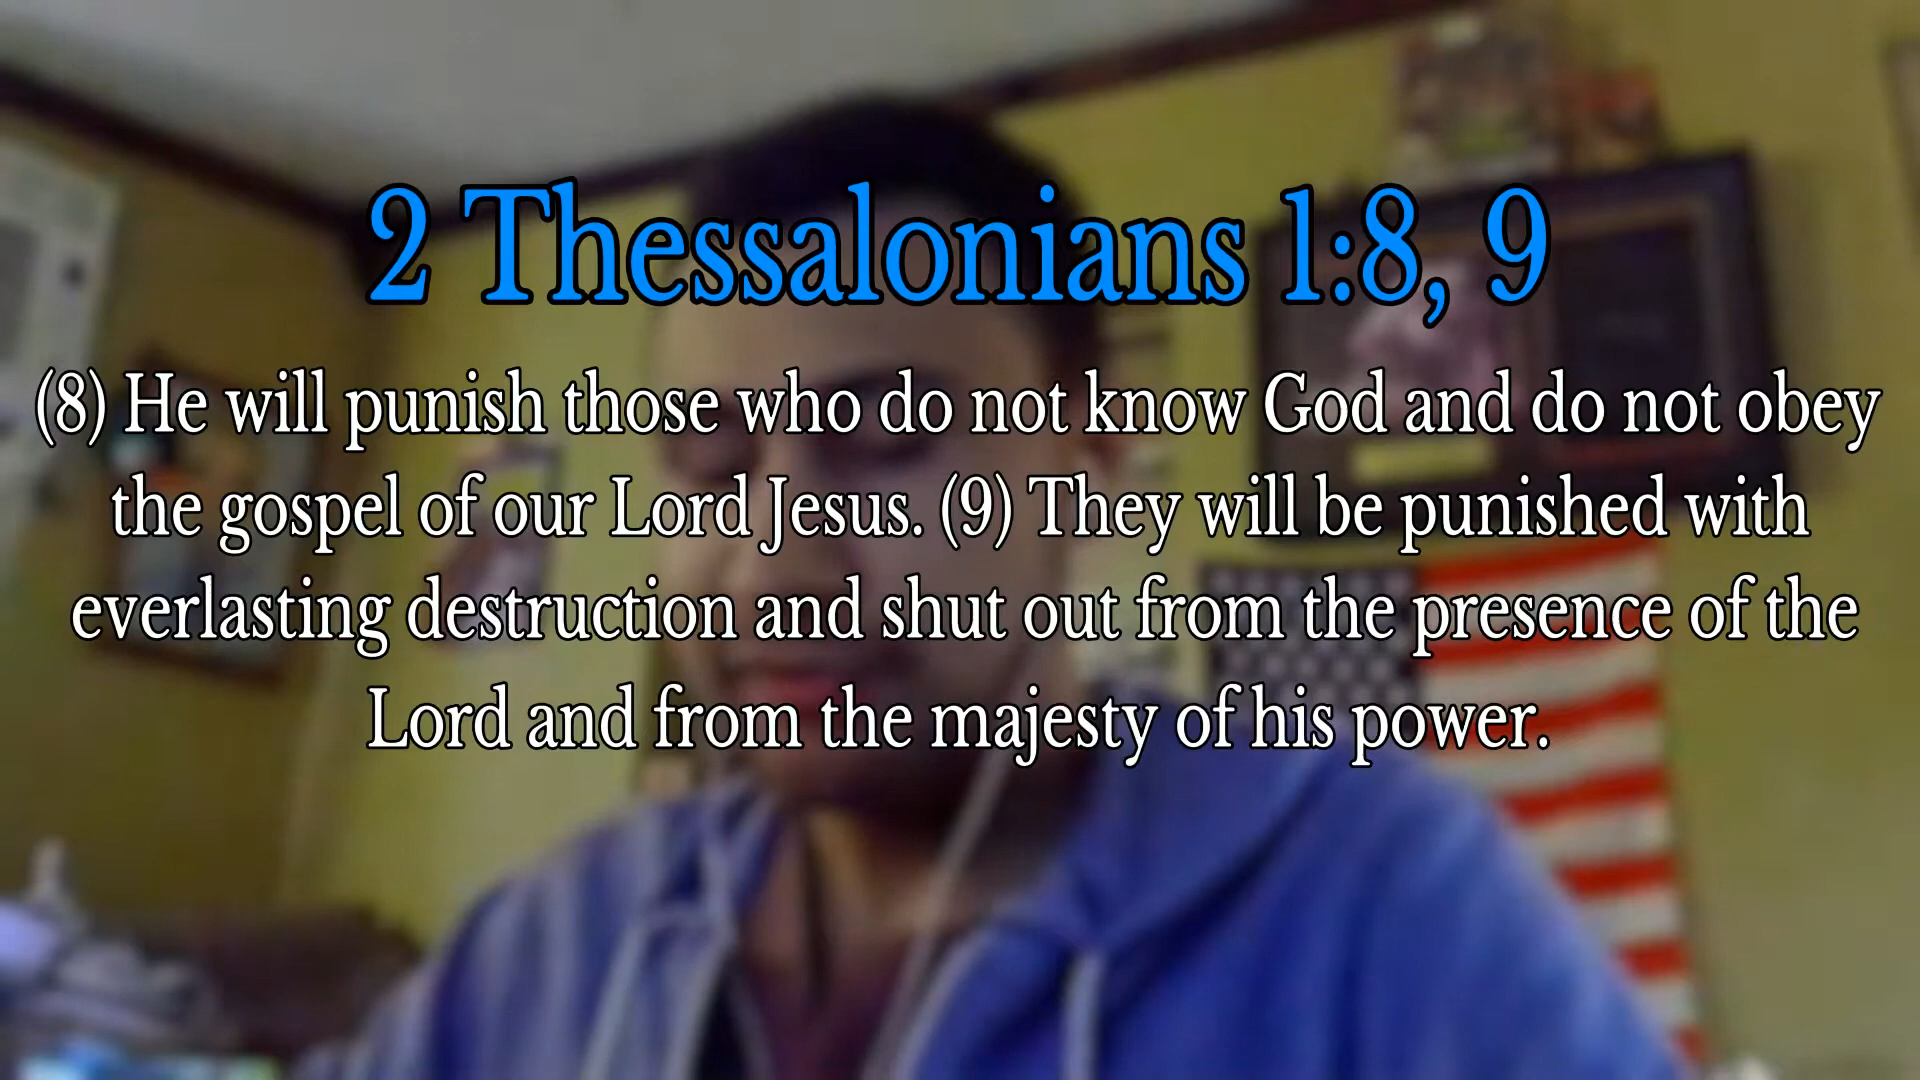 2 Thessalonians 1:8, 9
(8) He will punish those who do not know God and do not obey
the gospel of our Lord Jesus. (9) They will be punished with
everlasting destruction and shut out from the presence of the
Lord and from the majesty of his power.